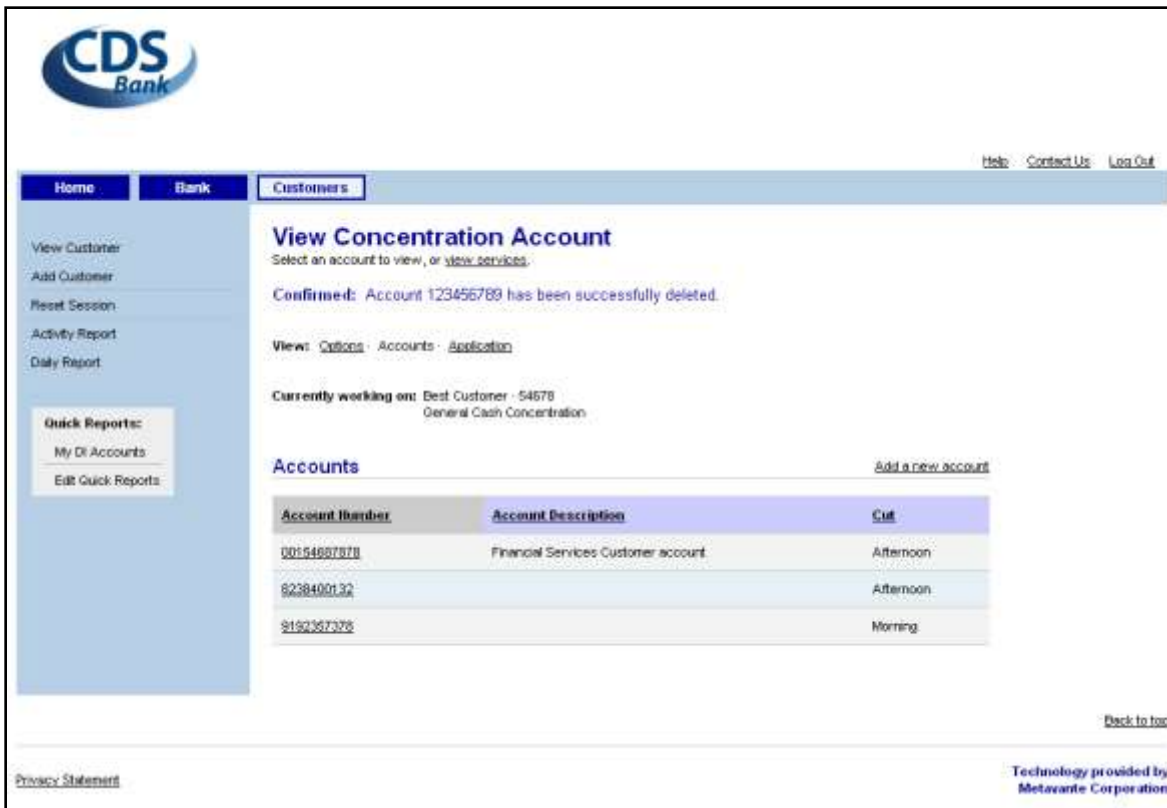 CDS
Bank
Help Contact Us Log Out
Home Bank Customers
View Customer
Add Customer
Reset Session
Activity Report
Daily Report
Quick Reports:
My DI Accounts
Edit Quick Reports
View Concentration Account
Select an account to view, or view services.
Confirmed: Account 123456789 has been successfully deleted.
View: Options · Accounts · Application
Currently working on: Best Customer - 54678
General Cash Concentration
Accounts Add a new account
Account Number Account Description Cut
00154687878 Financial Services Customer account Afternoon
6238400132 Afternoon
9192357378 Morning
Back to top
Privacy Statement
Technology provided by
Metavante Corporation